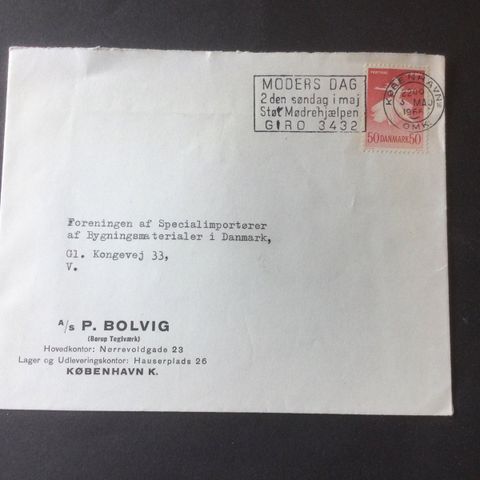 MODERS DAG
2 den søndag i maj
Støt Mødrehjælpen
GIRO 3432
KØBENHAVN
MAJ
OMK.
50 DANMARK 50
Foreningen af Specialimportører
af Bygningsmaterialer i Danmark,
Gl. Kongevej 33,
V.
A/s P. BOLVIG
(Borup Teglværk)
Hovedkontor: Nørrevoldgade 23
Lager og Udleveringskontor: Hauserplads 26
KØBENHAVN K.